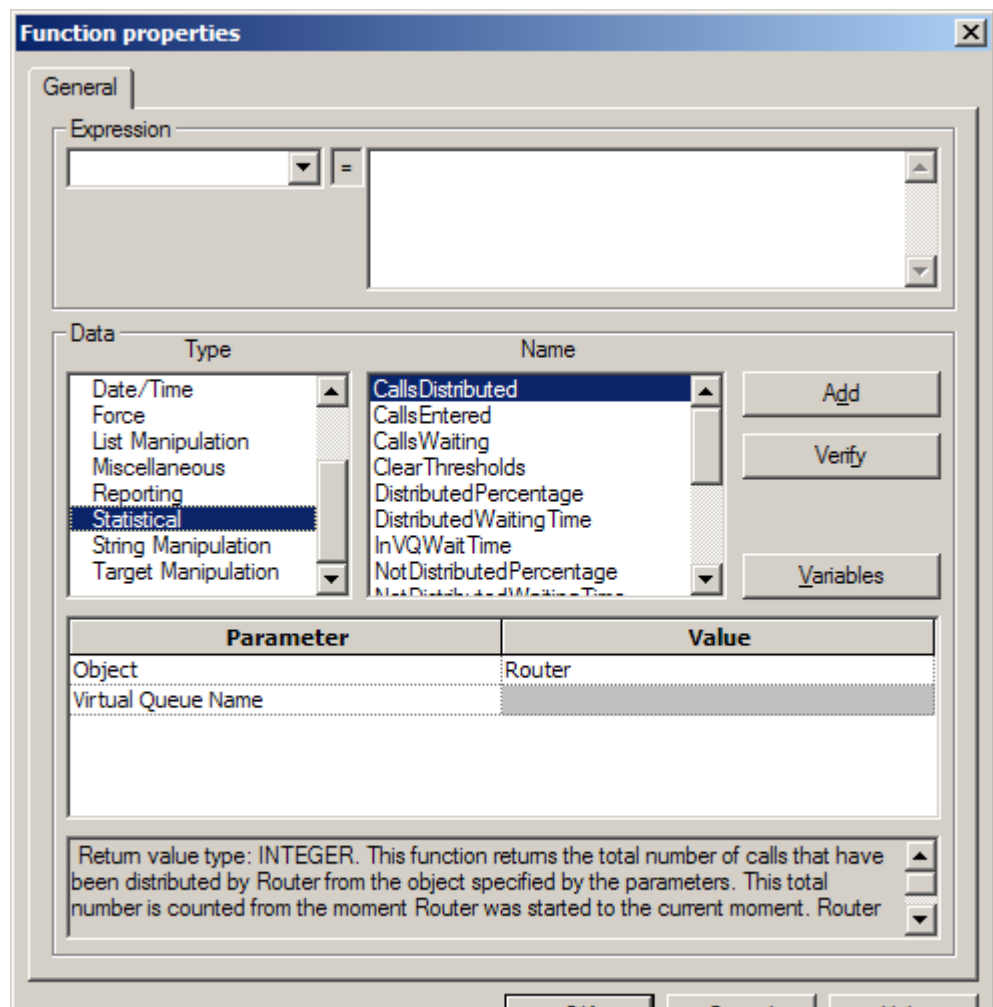 Function properties
General
Expression
=
Data
Type
Name
Date/Time
Force
List Manipulation
Miscellaneous
Reporting
Statistical
String Manipulation
Target Manipulation
CallsDistributed
CallsEntered
CallsWaiting
ClearThresholds
DistributedPercentage
DistributedWaitingTime
InVQWaitTime
NotDistributedPercentage
Add
Verify
Variables
Parameter Value
Object Router
Virtual Queue Name
Return value type: INTEGER. This function returns the total number of calls that have
been distributed by Router from the object specified by the parameters. This total
number is counted from the moment Router was started to the current moment. Router